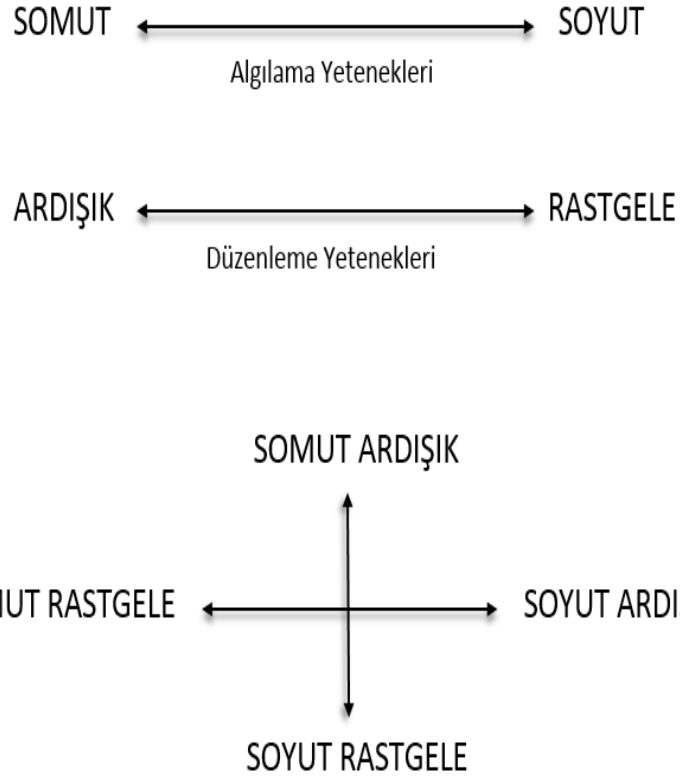 SOMUT SOYUT
Algılama Yetenekleri
ARDIŞIK RASTGELE
Düzenleme Yetenekleri
SOMUT ARDIŞIK
RASTGELE SOYUT
SOYUT RASTGELE